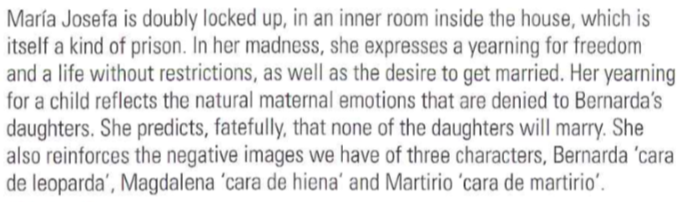 María Josefa is doubly locked up, in an inner room inside the house, which is
itself a kind of prison. In her madness, she expresses a yearning for freedom
and a life without restrictions, as well as the desire to get married. Her yearning
for a child reflects the natural maternal emotions that are denied to Bernarda's
daughters. She predicts, fatefully, that none of the daughters will marry. She
also reinforces the negative images we have of three characters, Bernarda 'cara
de leoparda', Magdalena 'cara de hiena' and Martirio 'cara de martirio'.